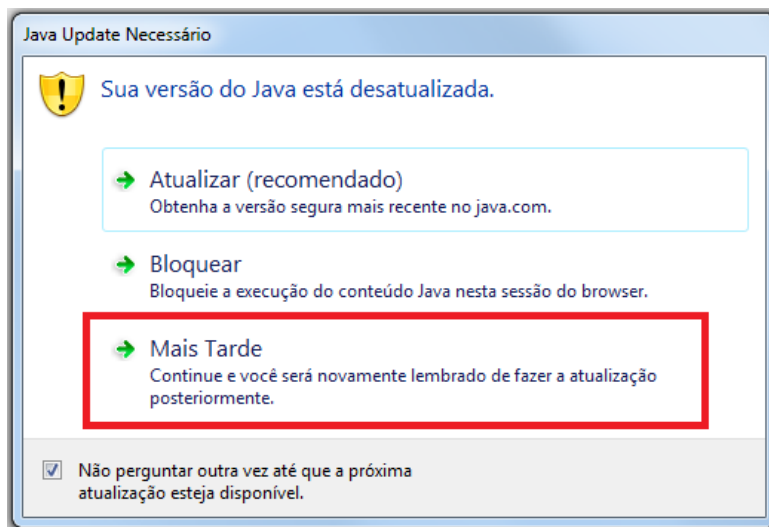 Java Update Necessário
Sua versão do Java está desatualizada.
Atualizar (recomendado)
Obtenha a versão segura mais recente no java.com.
Bloquear
Bloqueie a execução do conteúdo Java nesta sessão do browser.
Mais Tarde
Continue e você será novamente lembrado de fazer a atualização
posteriormente.
Não perguntar outra vez até que a próxima
atualização esteja disponível.